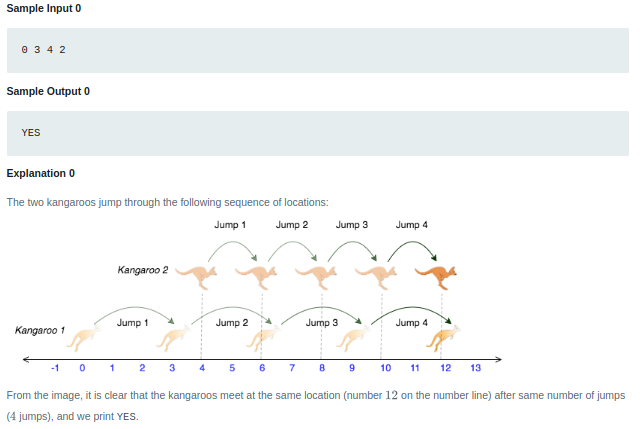 Sample Input 0
0 3 4 2
Sample Output 0
YES
Explanation 0
The two kangaroos jump through the following sequence of locations:
Jump 1 Jump 2 Jump 3 Jump 4
Kangaroo 2
Kangaroo 1
Jump 1 Jump 2 Jump 3 Jump 4
-1 0 1 2 3 4 5 6 7 8 9 10 11 12 13
From the image, it is clear that the kangaroos meet at the same location (number 12 on the number line) after same number of jumps
(4 jumps), and we print YES.